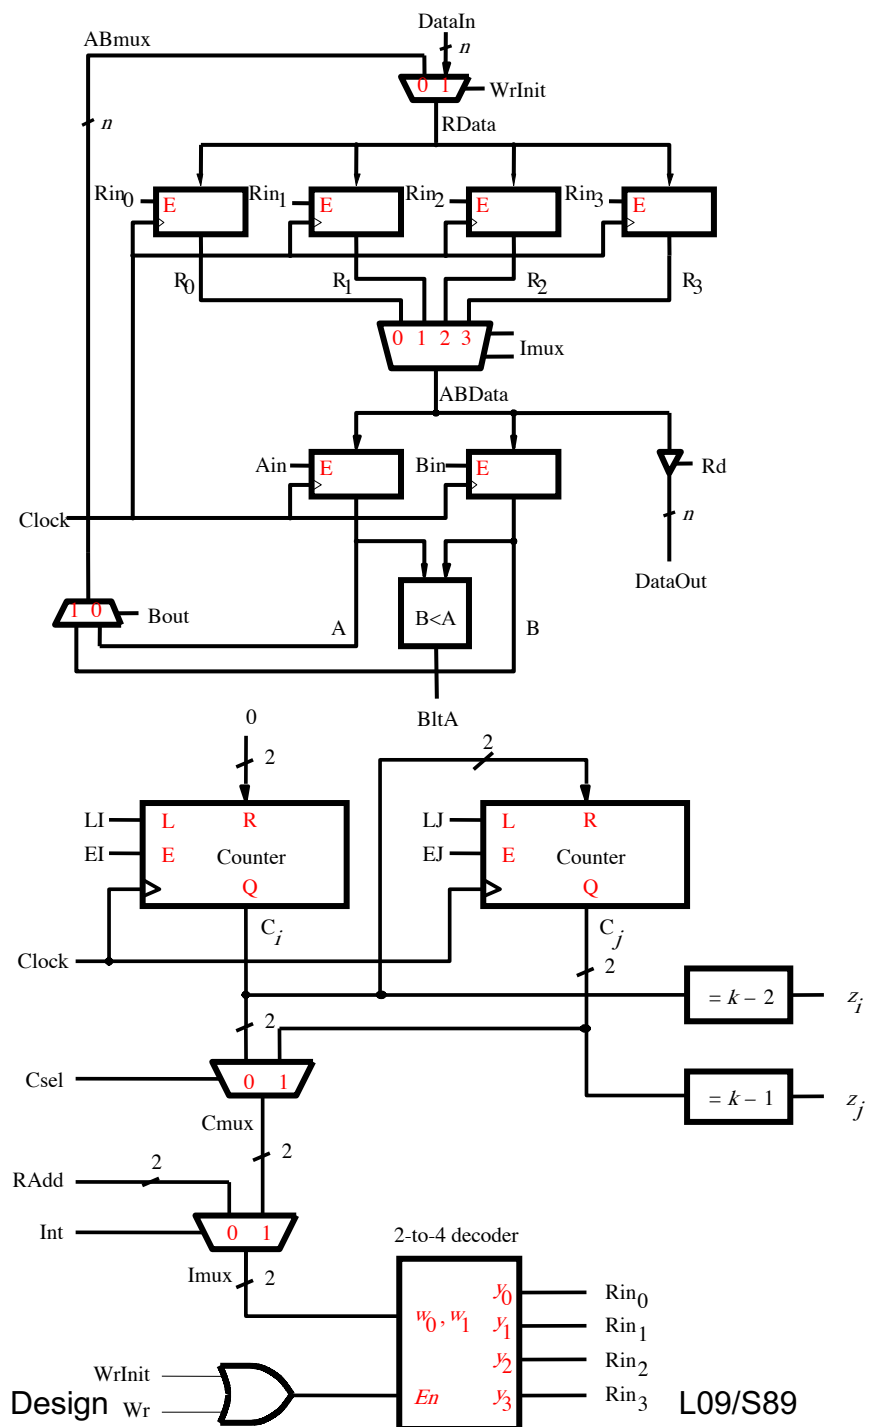 DataIn
ABmux
n
0 1
WrInit
n
RData
Rin0 E Rin1 E Rin2 E Rin3 E
R0 R1 R2 R3
0 1 2 3
Imux
ABData
Ain E Bin E
Rd
Clock
n
DataOut
1 0
Bout
A
B<A
B
BltA
0
2
2
LI L R
LJ L R
EI E Counter
EJ E Counter
Q
Q
Ci
Cj
Clock
2
= k – 2
zi
2
Csel
0 1
= k – 1
zj
Cmux
2
RAdd
2
Int
0 1
2-to-4 decoder
Imux
2
y0 Rin0
w0, w1
y1 Rin1
y2 Rin2
WrInit
En
y3 Rin3
Design
Wr
L09/S89